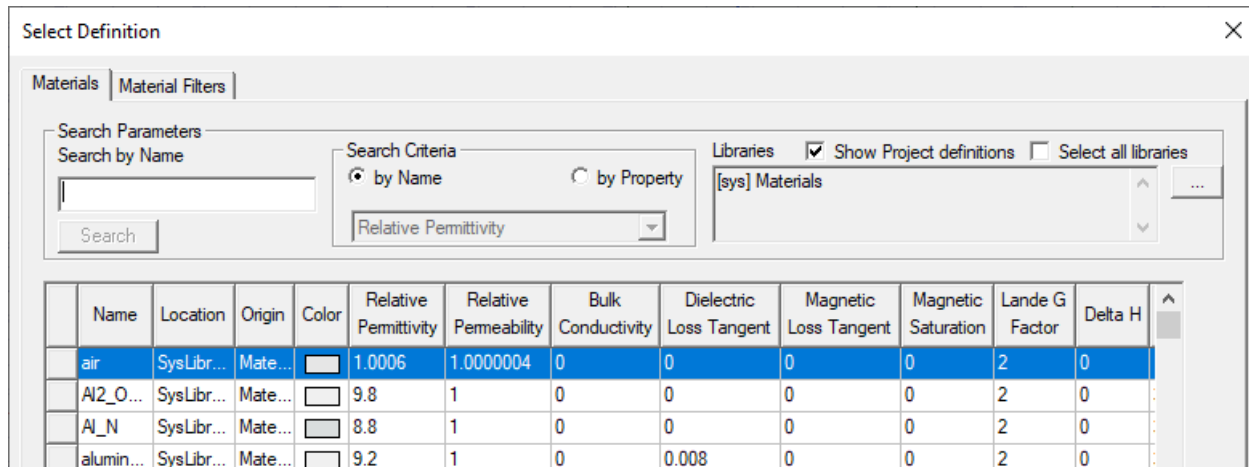 Select Definition
Materials Material Filters
Search Parameters
Search by Name
Search Criteria
by Name by Property
Libraries Show Project definitions Select all libraries
[sys] Materials
...
Search
Relative Permittivity
Name Location Origin Color Relative Permittivity Relative Permeability Bulk Conductivity Dielectric Loss Tangent Magnetic Loss Tangent Magnetic Saturation Lande G Factor Delta H
air SysLibr... Mate... 1.0006 1.0000004 0 0 0 0 2 0
Al2_O... SysLibr... Mate... 9.8 1 0 0 0 0 2 0
Al_N SysLibr... Mate... 8.8 1 0 0 0 0 2 0
alumin... SysLibr... Mate... 9.2 1 0 0.008 0 0 2 0